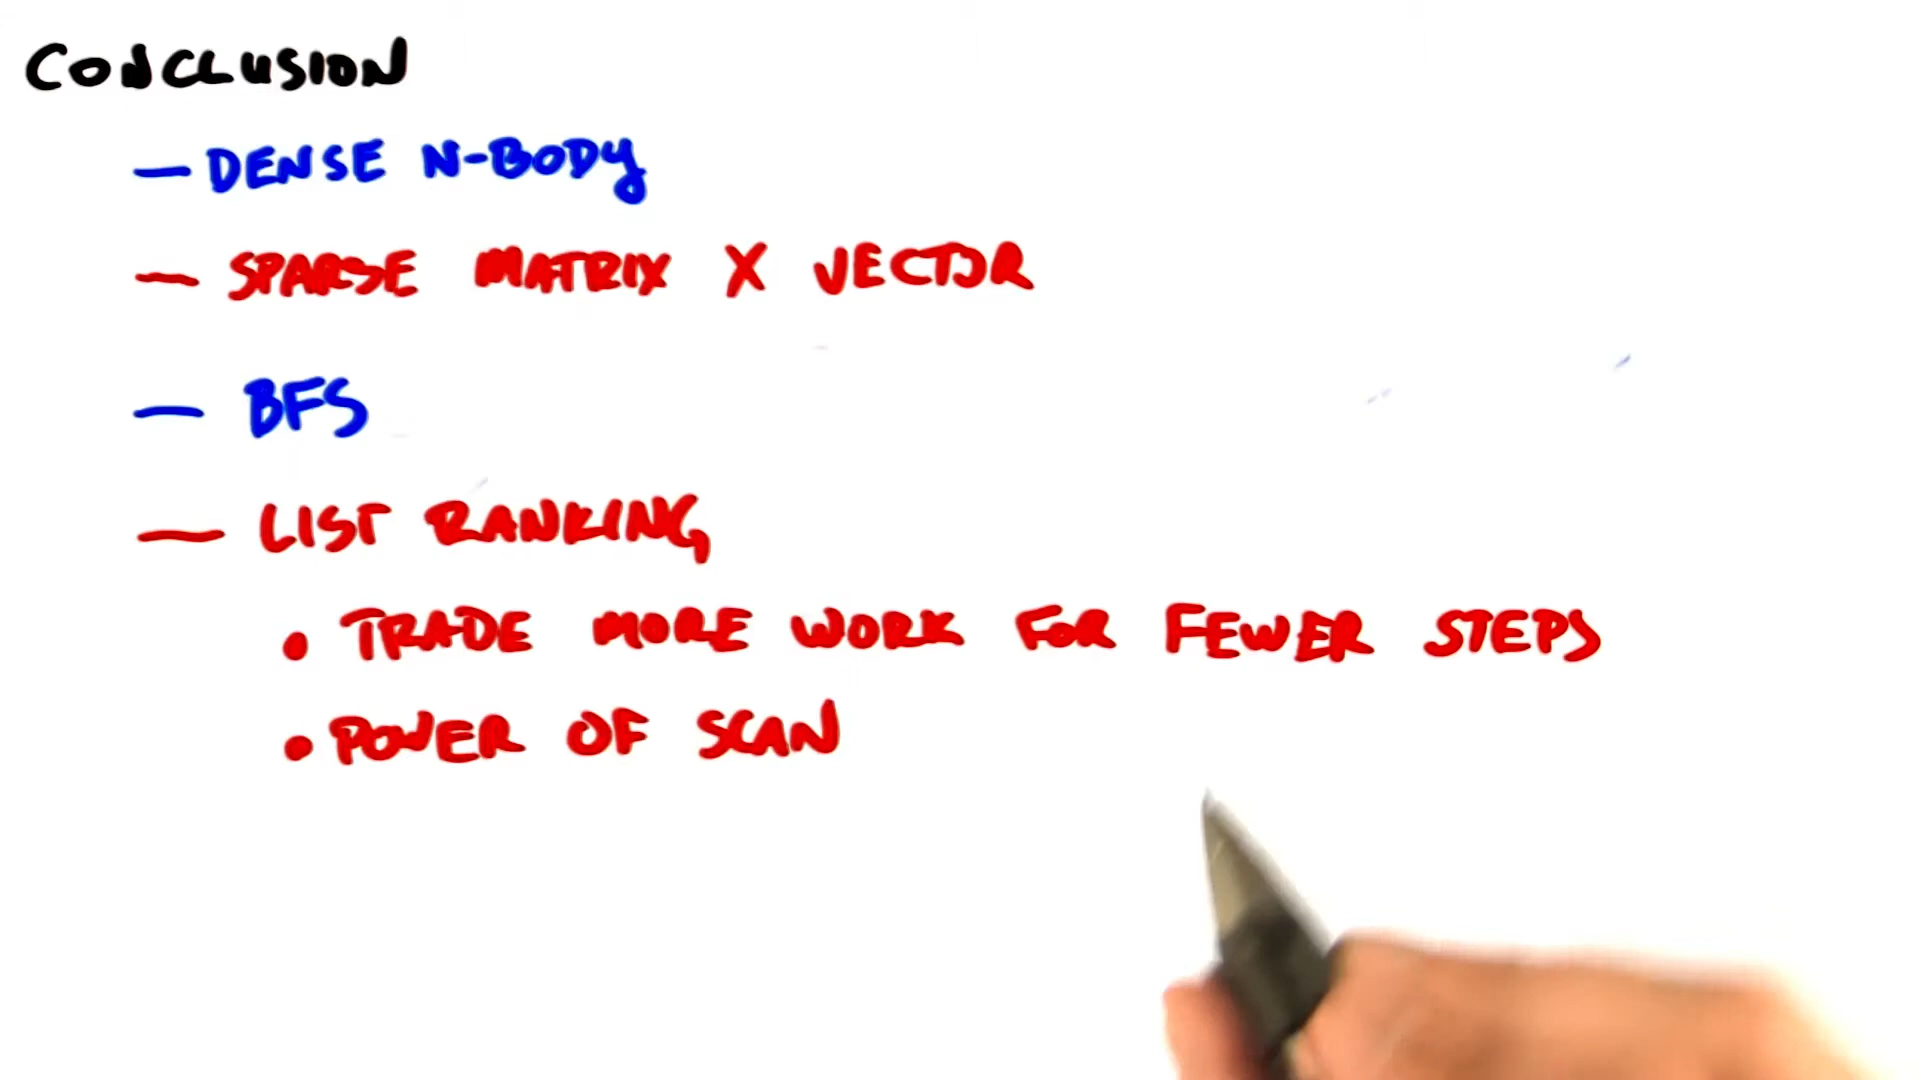 CONCLUSION
— DENSE N-BODY
— SPARSE MATRIX X VECTOR
— BFS
— LIST RANKING
• TRADE MORE WORK FOR FEWER STEPS
• POWER OF SCAN